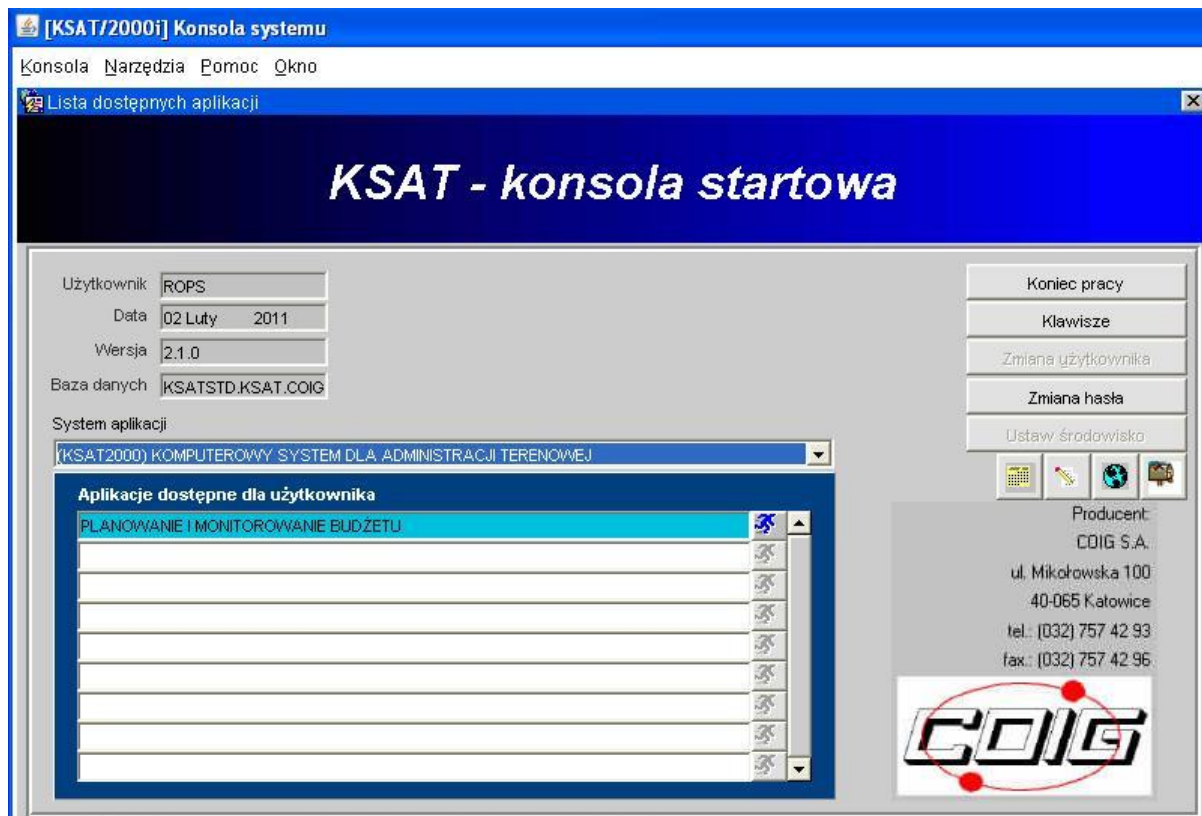 [KSAT/2000i] Konsola systemu
Konsola Narzędzia Pomoc Okno
Lista dostępnych aplikacji
KSAT - konsola startowa
Użytkownik ROPS
Data 02 Luty 2011
Wersja 2.1.0
Baza danych KSATSTD.KSAT.COIG
System aplikacji
(KSAT2000) KOMPUTEROWY SYSTEM DLA ADMINISTRACJI TERENOWEJ
Aplikacje dostępne dla użytkownika
PLANOWANIE I MONITOROWANIE BUDŻETU
Koniec pracy
Klawisze
Zmiana użytkownika
Zmiana hasła
Ustaw środowisko
Producent:
COIG S.A.
ul. Mikołowska 100
40-065 Katowice
tel.: (032) 757 42 93
fax.: (032) 757 42 96
COIG